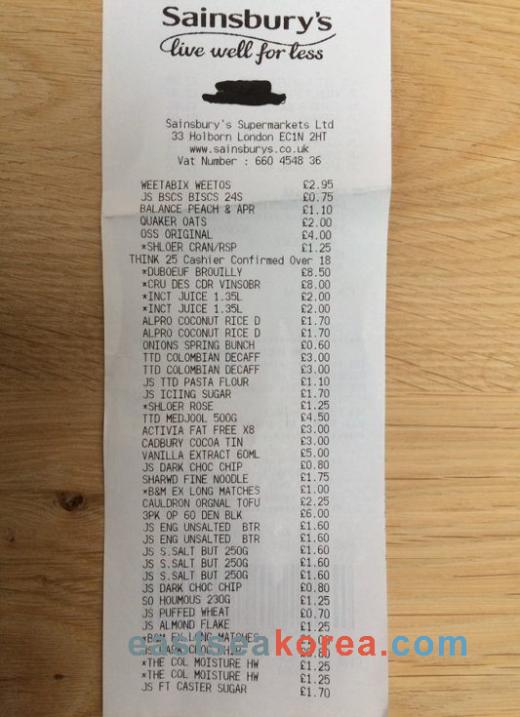 Sainsbury's
live well for less
Sainsbury's Supermarkets Ltd
33 Holborn London EC1N 2HT
www.sainsburys.co.uk
Vat Number : 660 4548 36
WEETABIX WEETOS £2.95
JS BSCS BISCS 24S £0.75
BALANCE PEACH & APR £1.10
QUAKER OATS £2.00
OSS ORIGINAL £4.00
*SHLOER CRAN/RSP £1.25
THINK 25 Cashier Confirmed Over 18
*DUBOEUF BROUILLY £8.50
*CRU DES CDR VINSOBR £8.00
*INCT JUICE 1.35L £2.00
*INCT JUICE 1.35L £2.00
ALPRO COCONUT RICE D £1.70
ALPRO COCONUT RICE D £1.70
ONIONS SPRING BUNCH £0.60
TTD COLOMBIAN DECAFF £3.00
TTD COLOMBIAN DECAFF £3.00
JS TTD PASTA FLOUR £1.10
JS ICIING SUGAR £1.70
*SHLOER ROSE £1.25
TTD MEDJOOL 500G £4.50
ACTIVIA FAT FREE X8 £3.00
CADBURY COCOA TIN £3.00
VANILLA EXTRACT 60ML £5.00
JS DARK CHOC CHIP £0.80
SHARWD FINE NOODLE £1.75
*B&M EX LONG MATCHES £1.00
CAULDRON ORGNAL TOFU £2.25
3PK OP 60 DEN BLK £6.00
JS ENG UNSALTED BTR £1.60
JS ENG UNSALTED BTR £1.60
JS S.SALT BUT 250G £1.60
JS S.SALT BUT 250G £1.60
JS S.SALT BUT 250G £1.60
JS DARK CHOC CHIP £0.80
SO HOUMOUS 230G £1.25
JS PUFFED WHEAT £0.70
JS ALMOND FLAKE £1.25
*B&M EX LONG MATCHES
eastseakorea.com
JS DARK CHOC CHIP £0.80
*THE COL MOISTURE HW £1.25
*THE COL MOISTURE HW £1.25
JS FT CASTER SUGAR £1.70